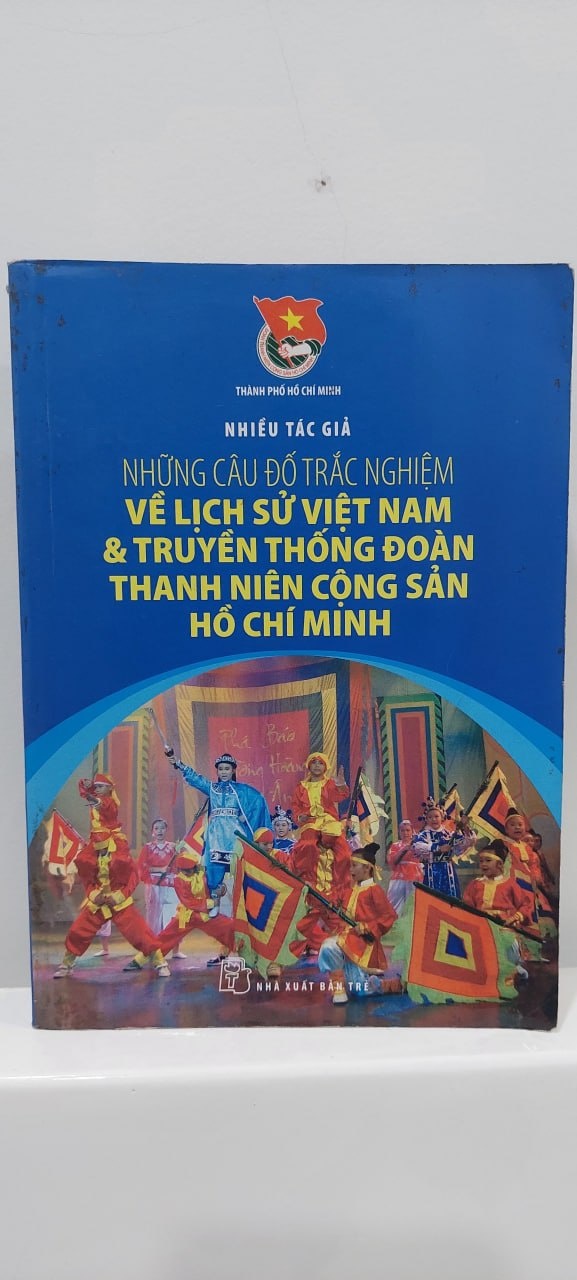 THÀNH PHỐ HỒ CHÍ MINH
NHIỀU TÁC GIẢ
NHỮNG CÂU ĐỐ TRẮC NGHIỆM
VỀ LỊCH SỬ VIỆT NAM
& TRUYỀN THỐNG ĐOÀN
THANH NIÊN CỘNG SẢN
HỒ CHÍ MINH
Phá
NHÀ XUẤT BẢN TRẺ